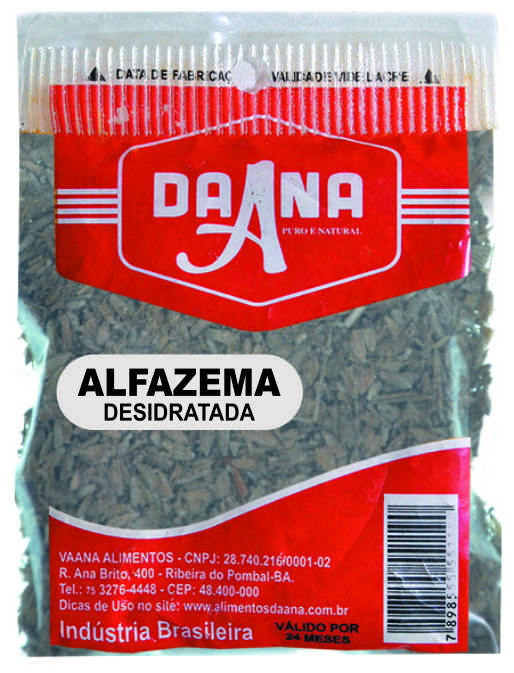 DATA DE FABRICAÇ VALIDADE VIDE LACRE
DAANA
PURO E NATURAL
ALFAZEMA
DESIDRATADA
VAANA ALIMENTOS - CNPJ: 28.740.216/0001-02
R. Ana Brito, 400 - Ribeira do Pombal-BA.
Tel.: 75 3276-4448 - CEP: 48.400-000
Dicas de Uso no site: www.alimentosdaana.com.br
Indústria Brasileira
VÁLIDO POR
24 MESES